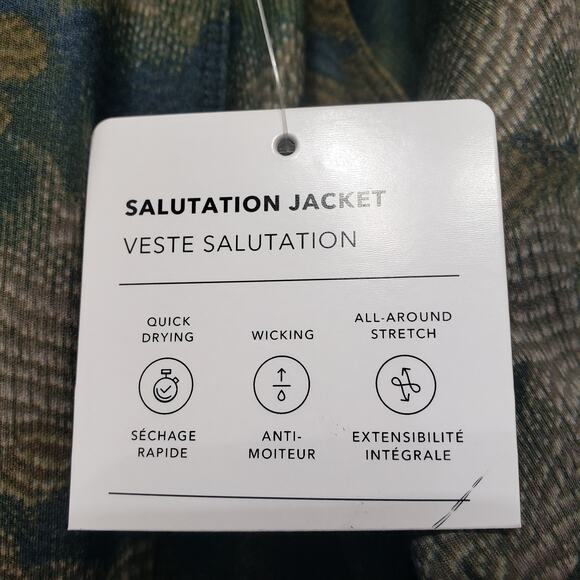 SALUTATION JACKET
VESTE SALUTATION
QUICK
DRYING
WICKING
ALL-AROUND
STRETCH
SÉCHAGE
RAPIDE
ANTI-
MOITEUR
EXTENSIBILITÉ
INTÉGRALE